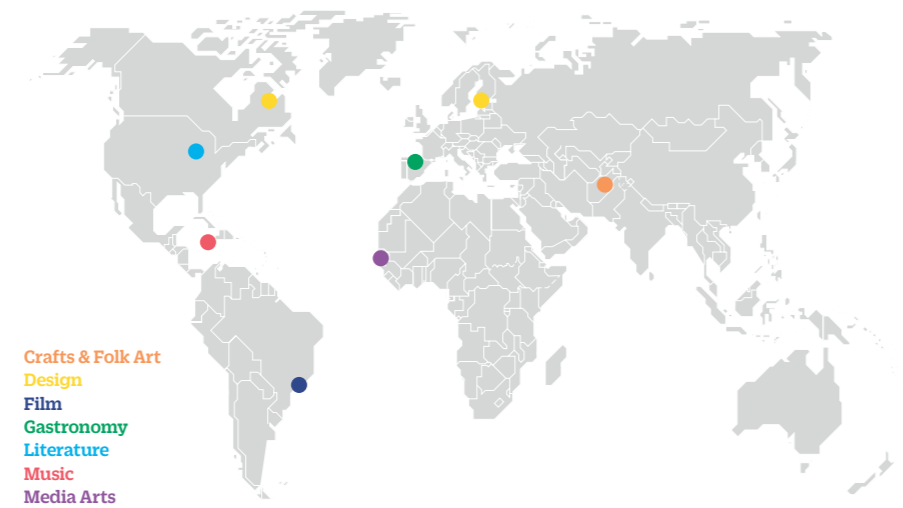 Crafts & Folk Art
Design
Film
Gastronomy
Literature
Music
Media Arts